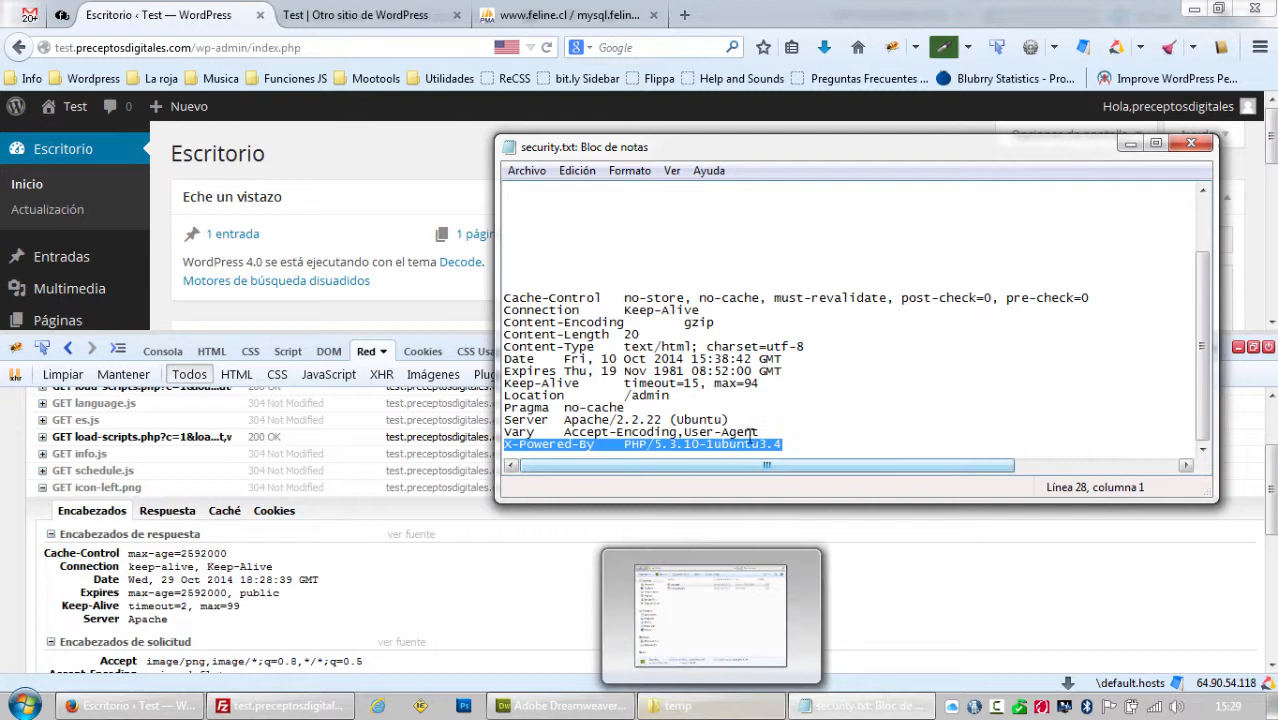 20+
Escritorio ‹ Test — WordPress
Test | Otro sitio de WordPress
www.feline.cl / mysql.felin...
test.preceptosdigitales.com/wp-admin/index.php
Google
Info
Wordpress
La roja
Musica
Funciones JS
Mootools
Utilidades
ReCSS
bit.ly Sidebar
Flippa
Help and Sounds
Preguntas Frecuentes ...
Blubrry Statistics - Pro...
Improve WordPress Pe...
Test
0
Nuevo
Hola,preceptosdigitales
Escritorio
Inicio
Actualización
Entradas
Multimedia
Páginas
Escritorio
Eche un vistazo
1 entrada
1 págin
WordPress 4.0 se está ejecutando con el tema Decode.
Motores de búsqueda disuadidos
security.txt: Bloc de notas
Archivo Edición Formato Ver Ayuda
Cache-Control no-store, no-cache, must-revalidate, post-check=0, pre-check=0
Connection Keep-Alive
Content-Encoding gzip
Content-Length 20
Content-Type text/html; charset=utf-8
Date Fri, 10 Oct 2014 15:38:42 GMT
Expires Thu, 19 Nov 1981 08:52:00 GMT
Keep-Alive timeout=15, max=94
Location /admin
Pragma no-cache
Server Apache/2.2.22 (Ubuntu)
Vary Accept-Encoding,User-Agent
X-Powered-By PHP/5.3.10-1ubuntu3.4
Línea 28, columna 1
Consola HTML CSS Script DOM Red Cookies CSS Usa
Limpiar Mantener Todos HTML CSS JavaScript XHR Imágenes
GET load-scripts.php?c=1&loa...t,v 200 OK test.preceptosdigitales
GET language.js 304 Not Modified test.preceptosdigitales.
GET es.js 304 Not Modified test.preceptosdigitales.
GET load-scripts.php?c=1&loa...t,w 200 OK test.preceptosdigitales.
GET info.js 304 Not Modified test.preceptosdigitales.
GET schedule.js 304 Not Modified test.preceptosdigitales.
GET icon-left.png 304 Not Modified test.preceptosdigitales.
Encabezados Respuesta Caché Cookies
Encabezados de respuesta ver fuente
Cache-Control max-age=2592000
Connection keep-alive, Keep-Alive
Date Wed, 29 Oct 2014 18:28:39 GMT
Expires max-age=2592000, public
Keep-Alive timeout=2, max=99
Server Apache
Encabezados de solicitud ver fuente
Accept image/png,image/*;q=0.8,*/*;q=0.5
\default.hosts
64.90.54.118
Escritorio ‹ Test — W...
test.preceptosdigital...
Adobe Dreamweaver...
temp
security.txt: Bloc de ...
15:29